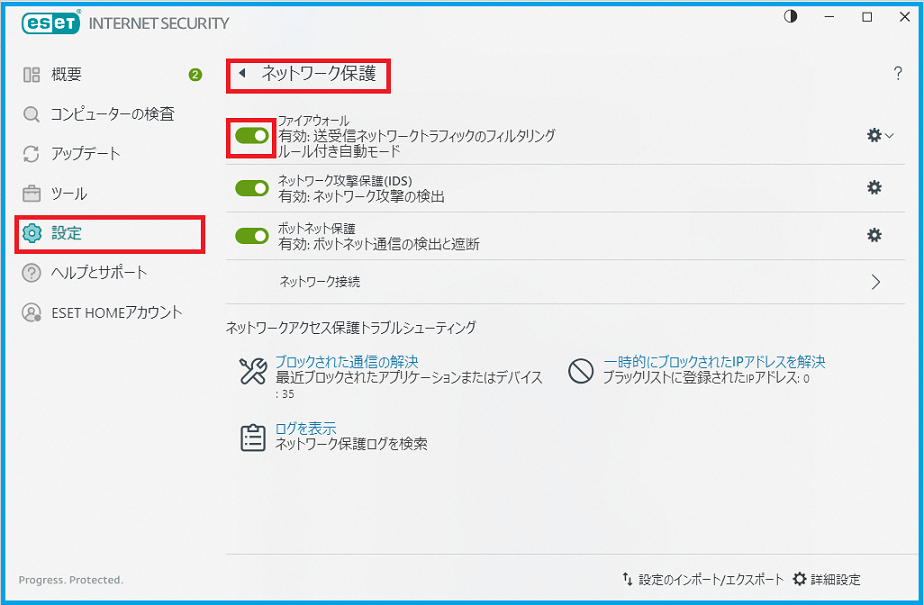 eset INTERNET SECURITY
概要
2
コンピューターの検査
アップデート
ツール
設定
ヘルプとサポート
ESET HOMEアカウント
ネットワーク保護
?
ファイアウォール
有効: 送受信ネットワークトラフィックのフィルタリング
ルール付き自動モード
ネットワーク攻撃保護(IDS)
有効: ネットワーク攻撃の検出
ボットネット保護
有効: ボットネット通信の検出と遮断
ネットワーク接続
ネットワークアクセス保護トラブルシューティング
ブロックされた通信の解決
最近ブロックされたアプリケーションまたはデバイス
: 35
一時的にブロックされたIPアドレスを解決
ブラックリストに登録されたIPアドレス: 0
ログを表示
ネットワーク保護ログを検索
Progress. Protected.
設定のインポート/エクスポート
詳細設定